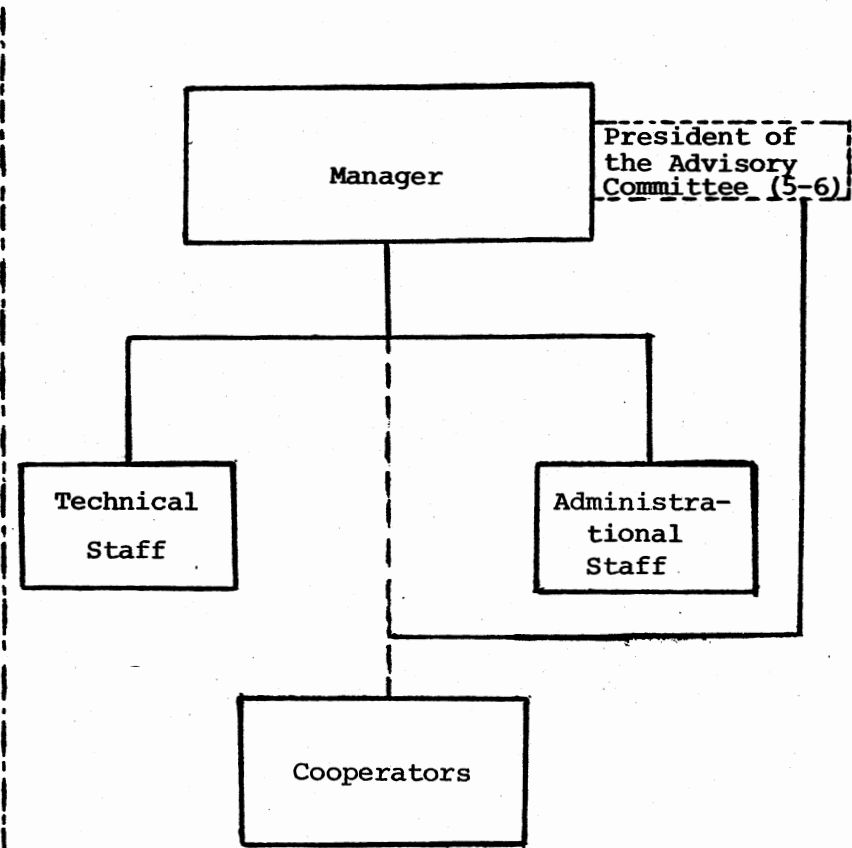 Manager
President of
the Advisory
Committee (5-6)
Technical
Staff
Administra-
tional
Staff
Cooperators